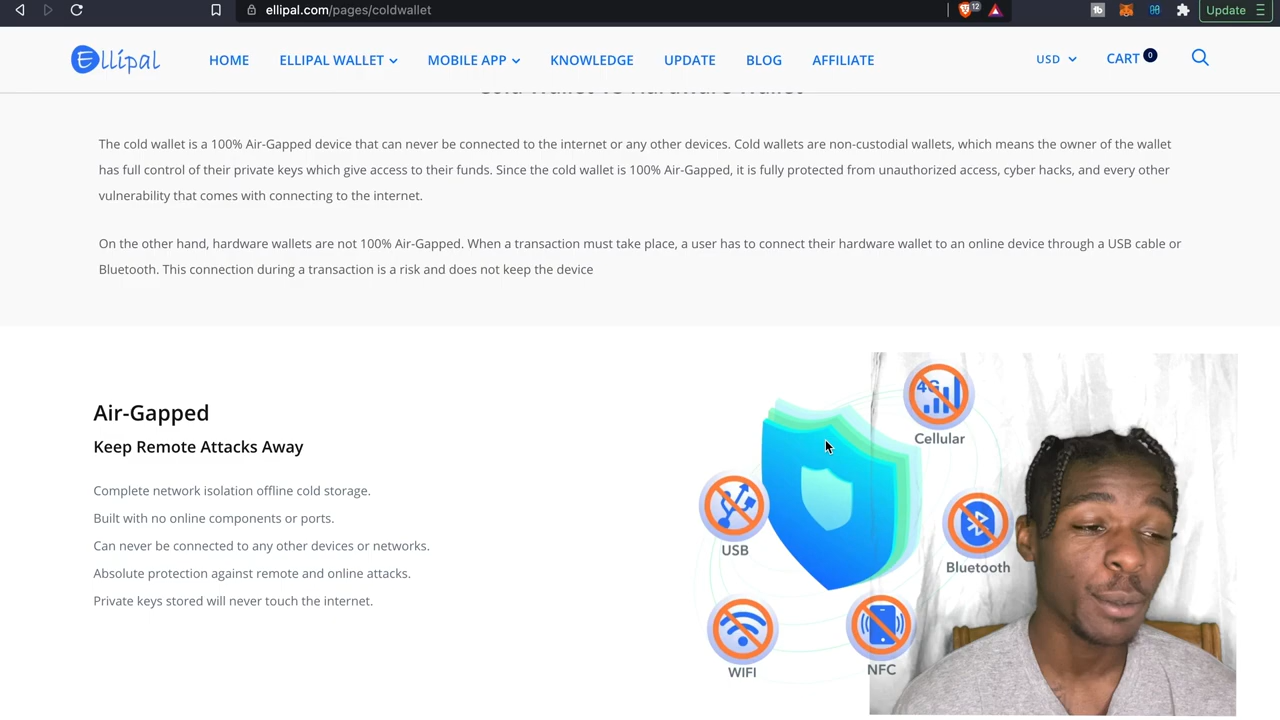 ellipal.com/pages/coldwallet
12
Update
Ellipal
HOME
ELLIPAL WALLET
MOBILE APP
KNOWLEDGE
UPDATE
BLOG
AFFILIATE
USD
CART 0
Cold Wallet VS Hardware Wallet
The cold wallet is a 100% Air-Gapped device that can never be connected to the internet or any other devices. Cold wallets are non-custodial wallets, which means the owner of the wallet
has full control of their private keys which give access to their funds. Since the cold wallet is 100% Air-Gapped, it is fully protected from unauthorized access, cyber hacks, and every other
vulnerability that comes with connecting to the internet.
On the other hand, hardware wallets are not 100% Air-Gapped. When a transaction must take place, a user has to connect their hardware wallet to an online device through a USB cable or
Bluetooth. This connection during a transaction is a risk and does not keep the device
Air-Gapped
Keep Remote Attacks Away
Complete network isolation offline cold storage.
Built with no online components or ports.
Can never be connected to any other devices or networks.
Absolute protection against remote and online attacks.
Private keys stored will never touch the internet.
4G
Cellular
USB
Bluetooth
WIFI
NFC